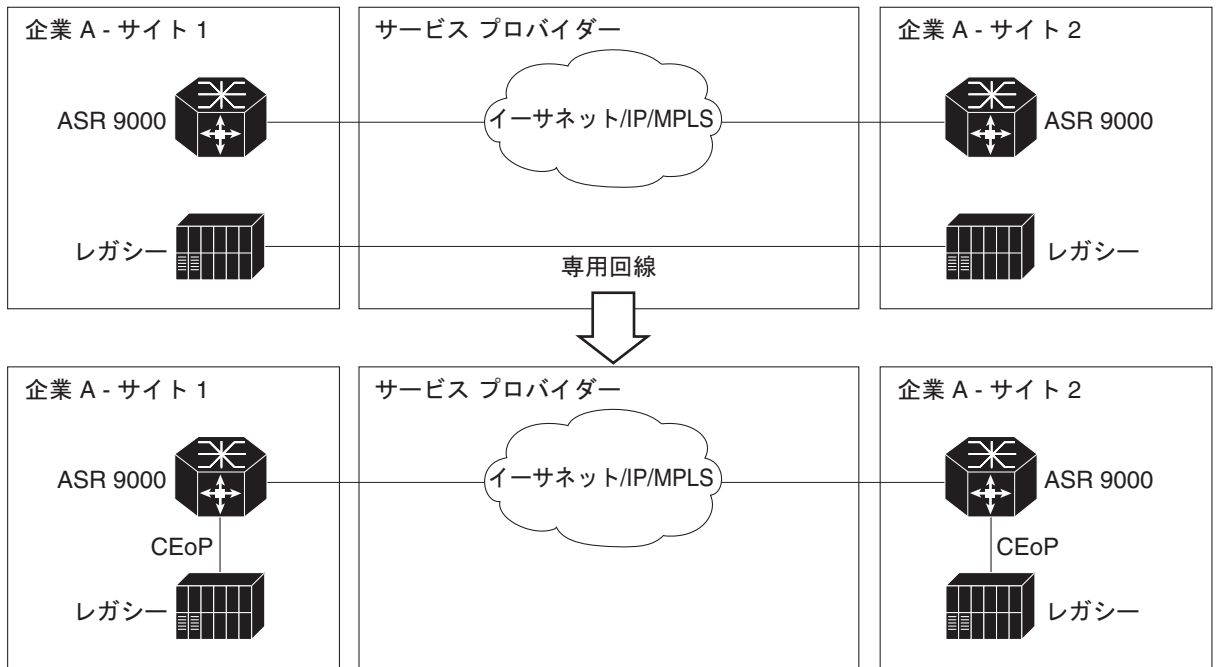 企業 A - サイト 1
サービス プロバイダー
企業 A - サイト 2
ASR 9000
イーサネット/IP/MPLS
ASR 9000
レガシー
専用回線
レガシー
企業 A - サイト 1
サービス プロバイダー
企業 A - サイト 2
ASR 9000
イーサネット/IP/MPLS
ASR 9000
CEoP
CEoP
レガシー
レガシー